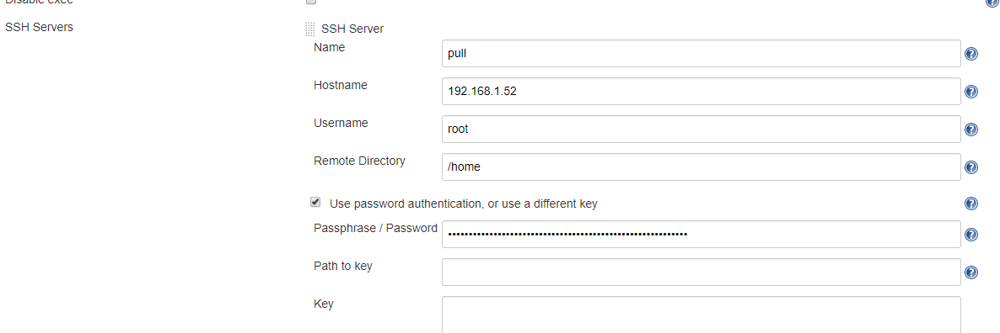 Disable exec
SSH Servers
SSH Server
Name
pull
Hostname
192.168.1.52
Username
root
Remote Directory
/home
Use password authentication, or use a different key
Passphrase / Password
Path to key
Key